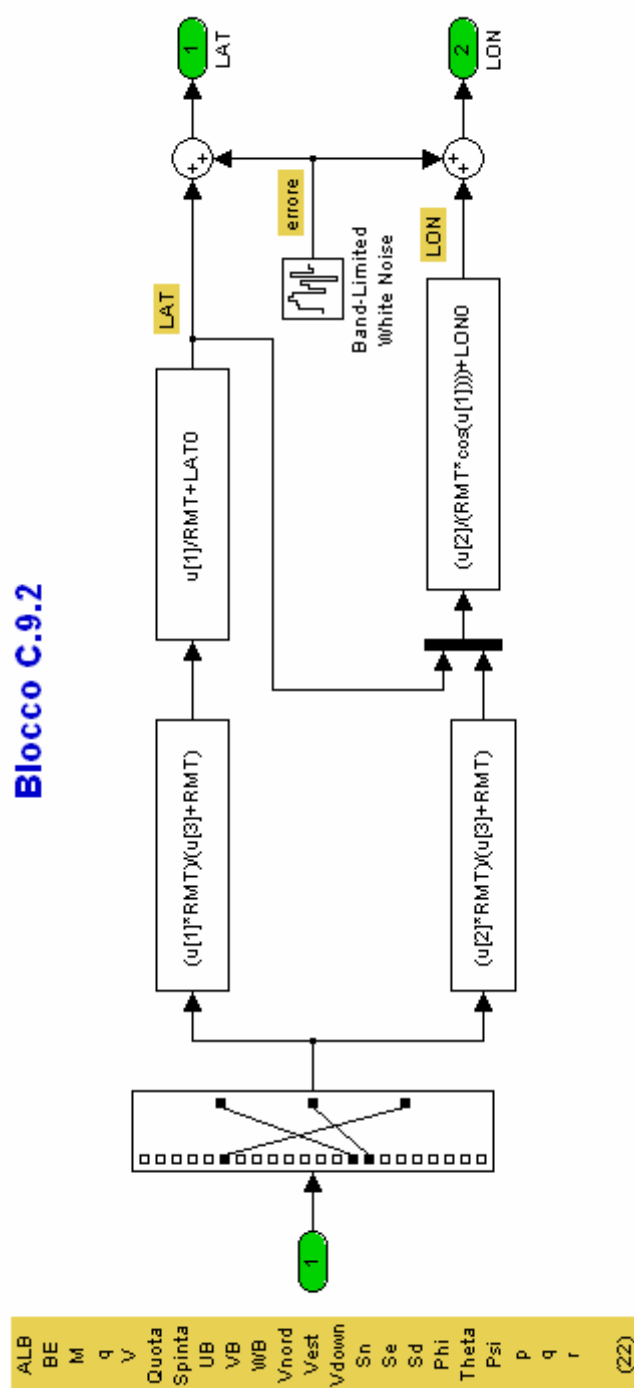 Blocco C.9.2
ALB
BE
M
q
V
Quota
Spinta
UB
VB
WB
Vnord
Vest
Vdown
Sn
Se
Sd
Phi
Theta
Psi
p
q
r
(22)
1
(u[1]*RMT)/(u[3]+RMT)
u[1]/RMT+LAT0
LAT
+
+
1
LAT
errore
Band-Limited
White Noise
(u[2]*RMT)/(u[3]+RMT)
(u[2]/(RMT*cos(u[1])))+LON0
LON
+
+
2
LON